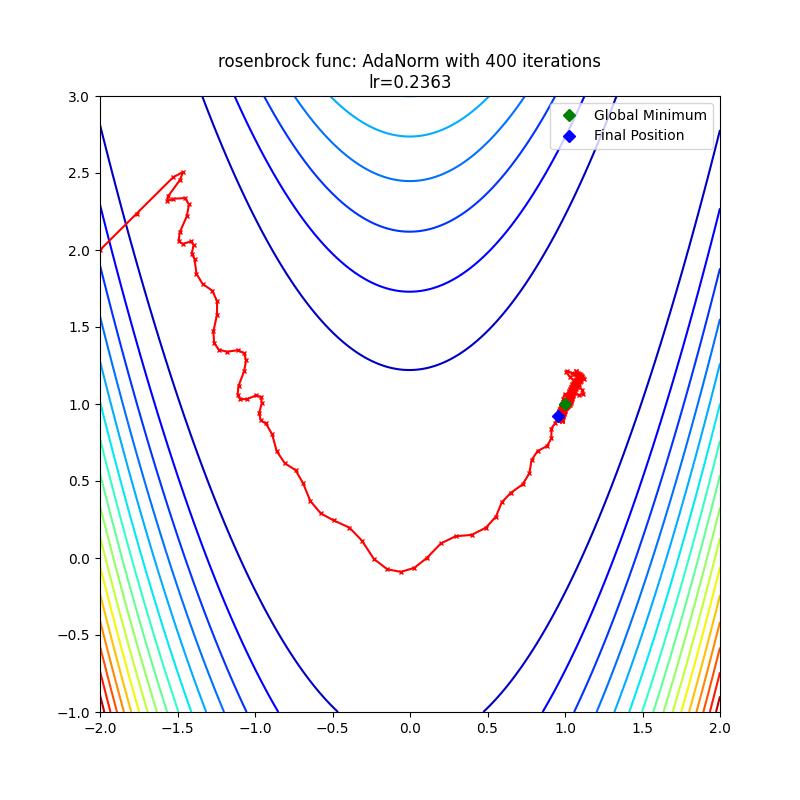 rosenbrock func: AdaNorm with 400 iterations
lr=0.2363
Global Minimum
Final Position
3.0
2.5
2.0
1.5
1.0
0.5
0.0
−0.5
−1.0
−2.0 −1.5 −1.0 −0.5 0.0 0.5 1.0 1.5 2.0